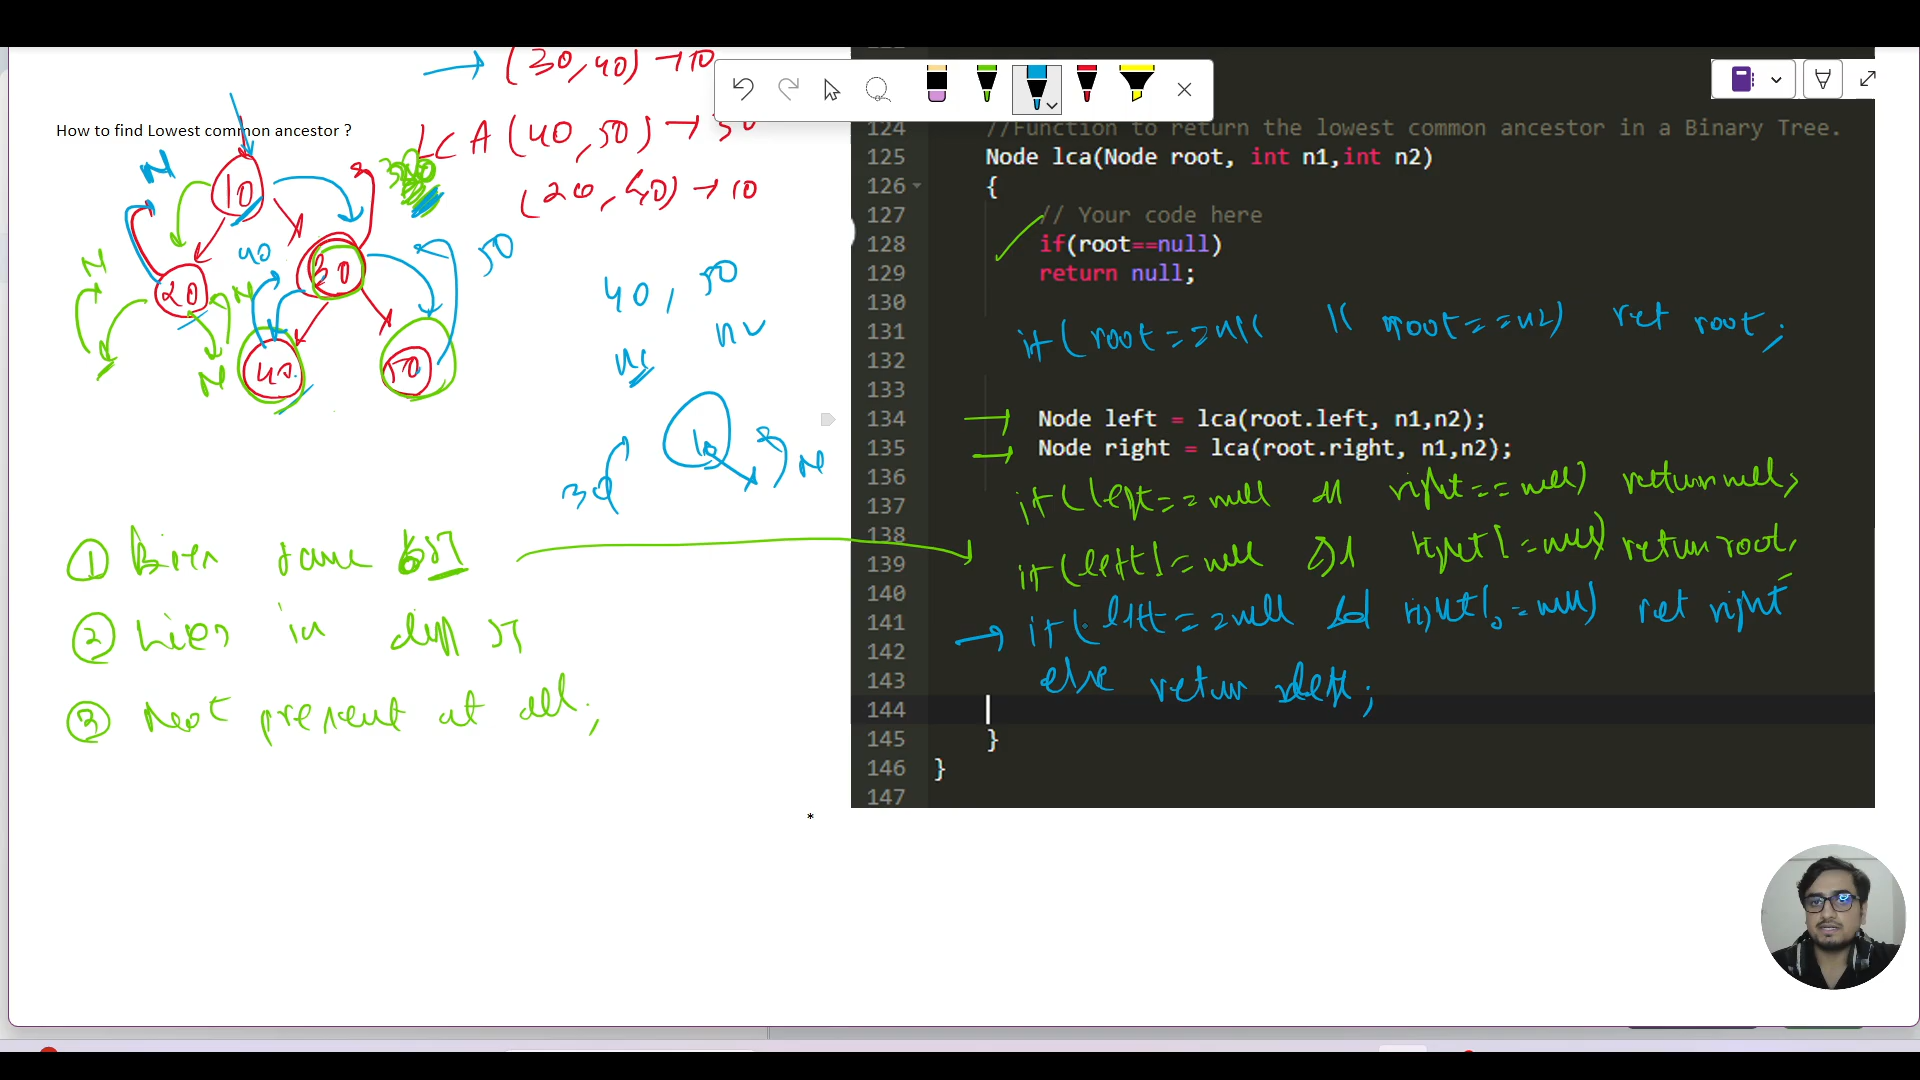 (30,40) → 10
How to find Lowest common ancestor ?
LCA (40,50) → 30
(20,40) → 10
N
10
40
50
N
20
N
30
40
50
N
40, 50
n1
n2
10
30
N
① same
② Lies in diff ST
③ Not present at all;
124 //Function to return the lowest common ancestor in a Binary Tree.
125 Node lca(Node root, int n1,int n2)
126 {
127 // Your code here
128 if(root==null)
129 return null;
130
131 if(root==n1 || root==n2) ret root;
132
133
134 Node left = lca(root.left, n1,n2);
135 Node right = lca(root.right, n1,n2);
136
137 if(left==null && right==null) return null;
138
139 if(left!=null && right!=null) return root;
140
141 if(left==null && right!=null) ret right
142
143 else return left;
144
145 }
146 }
147
*